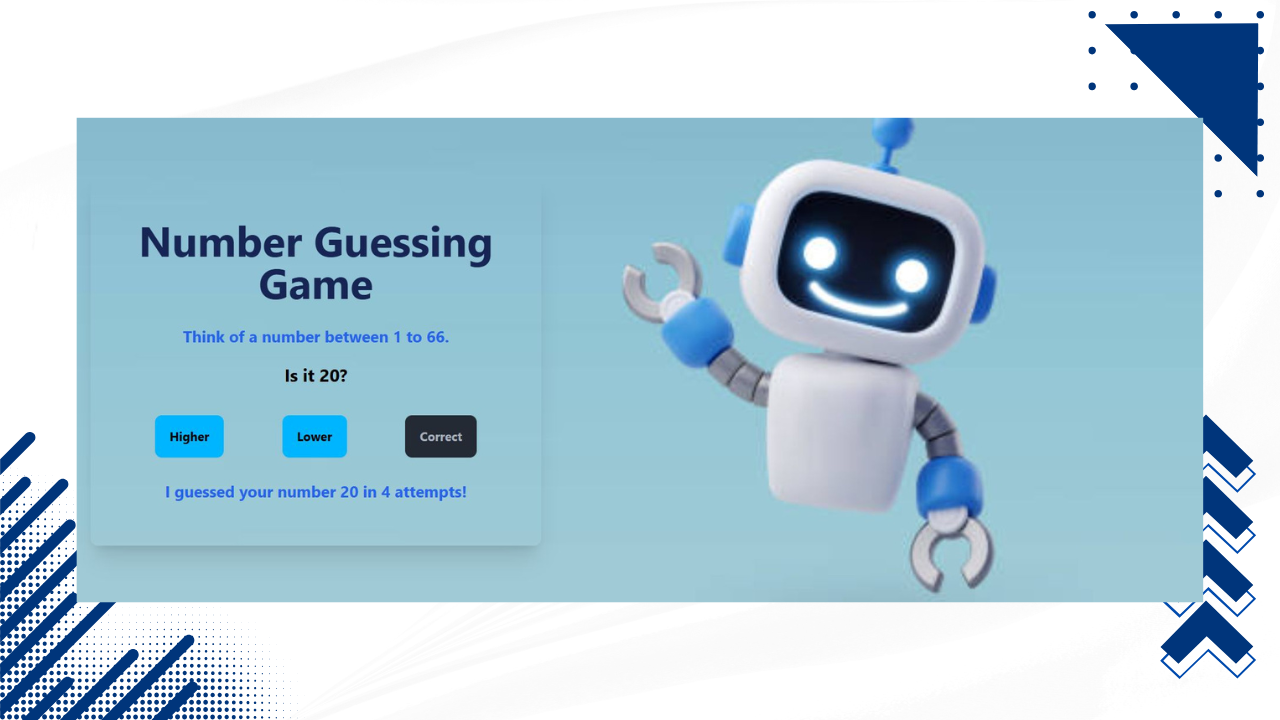 Number Guessing
Game
Think of a number between 1 to 66.
Is it 20?
Higher Lower Correct
I guessed your number 20 in 4 attempts!